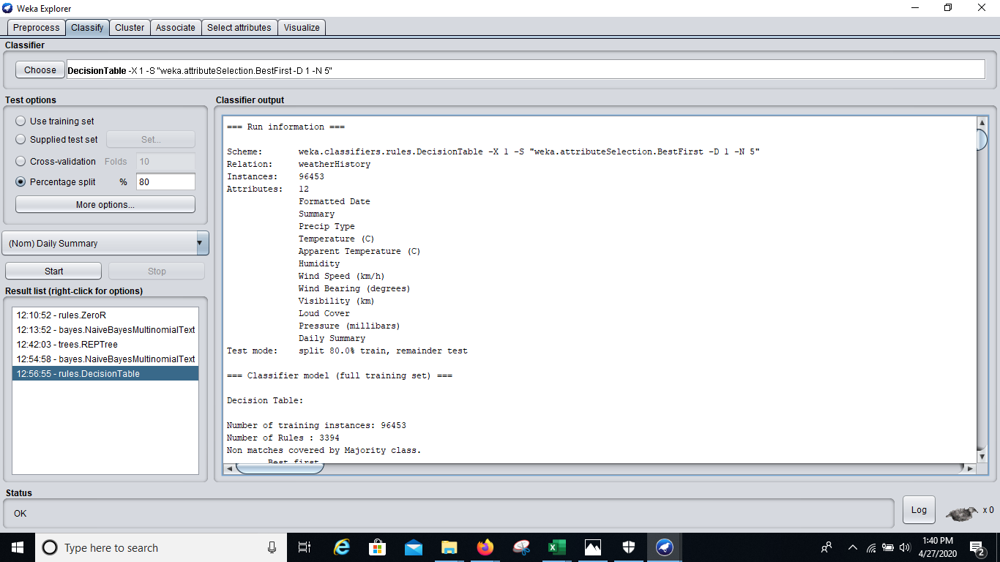 Weka Explorer
Preprocess Classify Cluster Associate Select attributes Visualize
Classifier
Choose DecisionTable -X 1 -S "weka.attributeSelection.BestFirst -D 1 -N 5"
Test options
Use training set
Supplied test set Set...
Cross-validation Folds 10
Percentage split % 80
More options...
(Nom) Daily Summary
Start Stop
Result list (right-click for options)
12:10:52 - rules.ZeroR
12:13:52 - bayes.NaiveBayesMultinomialText
12:42:03 - trees.REPTree
12:54:58 - bayes.NaiveBayesMultinomialText
12:56:55 - rules.DecisionTable
Classifier output
=== Run information ===
Scheme: weka.classifiers.rules.DecisionTable -X 1 -S "weka.attributeSelection.BestFirst -D 1 -N 5"
Relation: weatherHistory
Instances: 96453
Attributes: 12
Formatted Date
Summary
Precip Type
Temperature (C)
Apparent Temperature (C)
Humidity
Wind Speed (km/h)
Wind Bearing (degrees)
Visibility (km)
Loud Cover
Pressure (millibars)
Daily Summary
Test mode: split 80.0% train, remainder test
=== Classifier model (full training set) ===
Decision Table:
Number of training instances: 96453
Number of Rules : 3394
Non matches covered by Majority class.
Best first
Status
OK
Log x 0
Type here to search
1:40 PM
4/27/2020
2